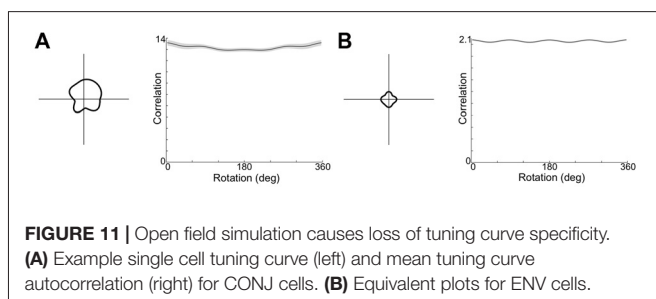 A
14
Correlation
0
0
180
360
Rotation (deg)
B
2.1
Correlation
0
0
180
360
Rotation (deg)
FIGURE 11 | Open field simulation causes loss of tuning curve specificity.
(A) Example single cell tuning curve (left) and mean tuning curve
autocorrelation (right) for CONJ cells. (B) Equivalent plots for ENV cells.